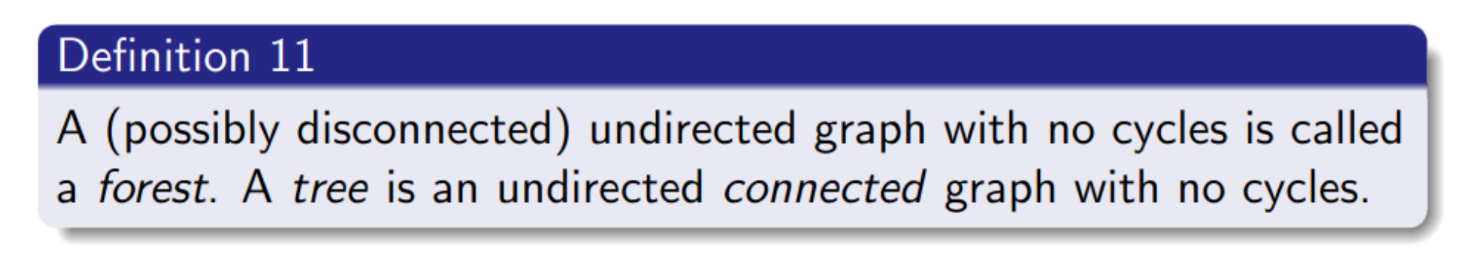 Definition 11
A (possibly disconnected) undirected graph with no cycles is called
a forest. A tree is an undirected connected graph with no cycles.